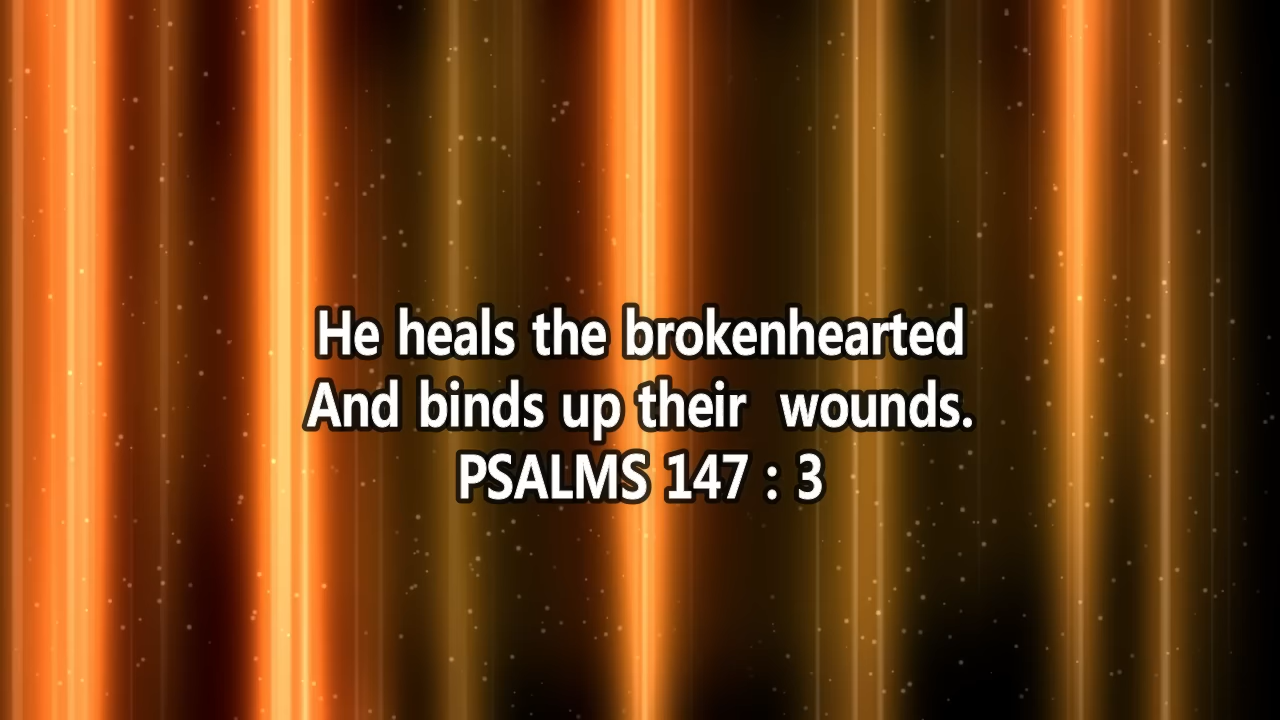 He heals the brokenhearted
And binds up their  wounds.
PSALMS 147 : 3